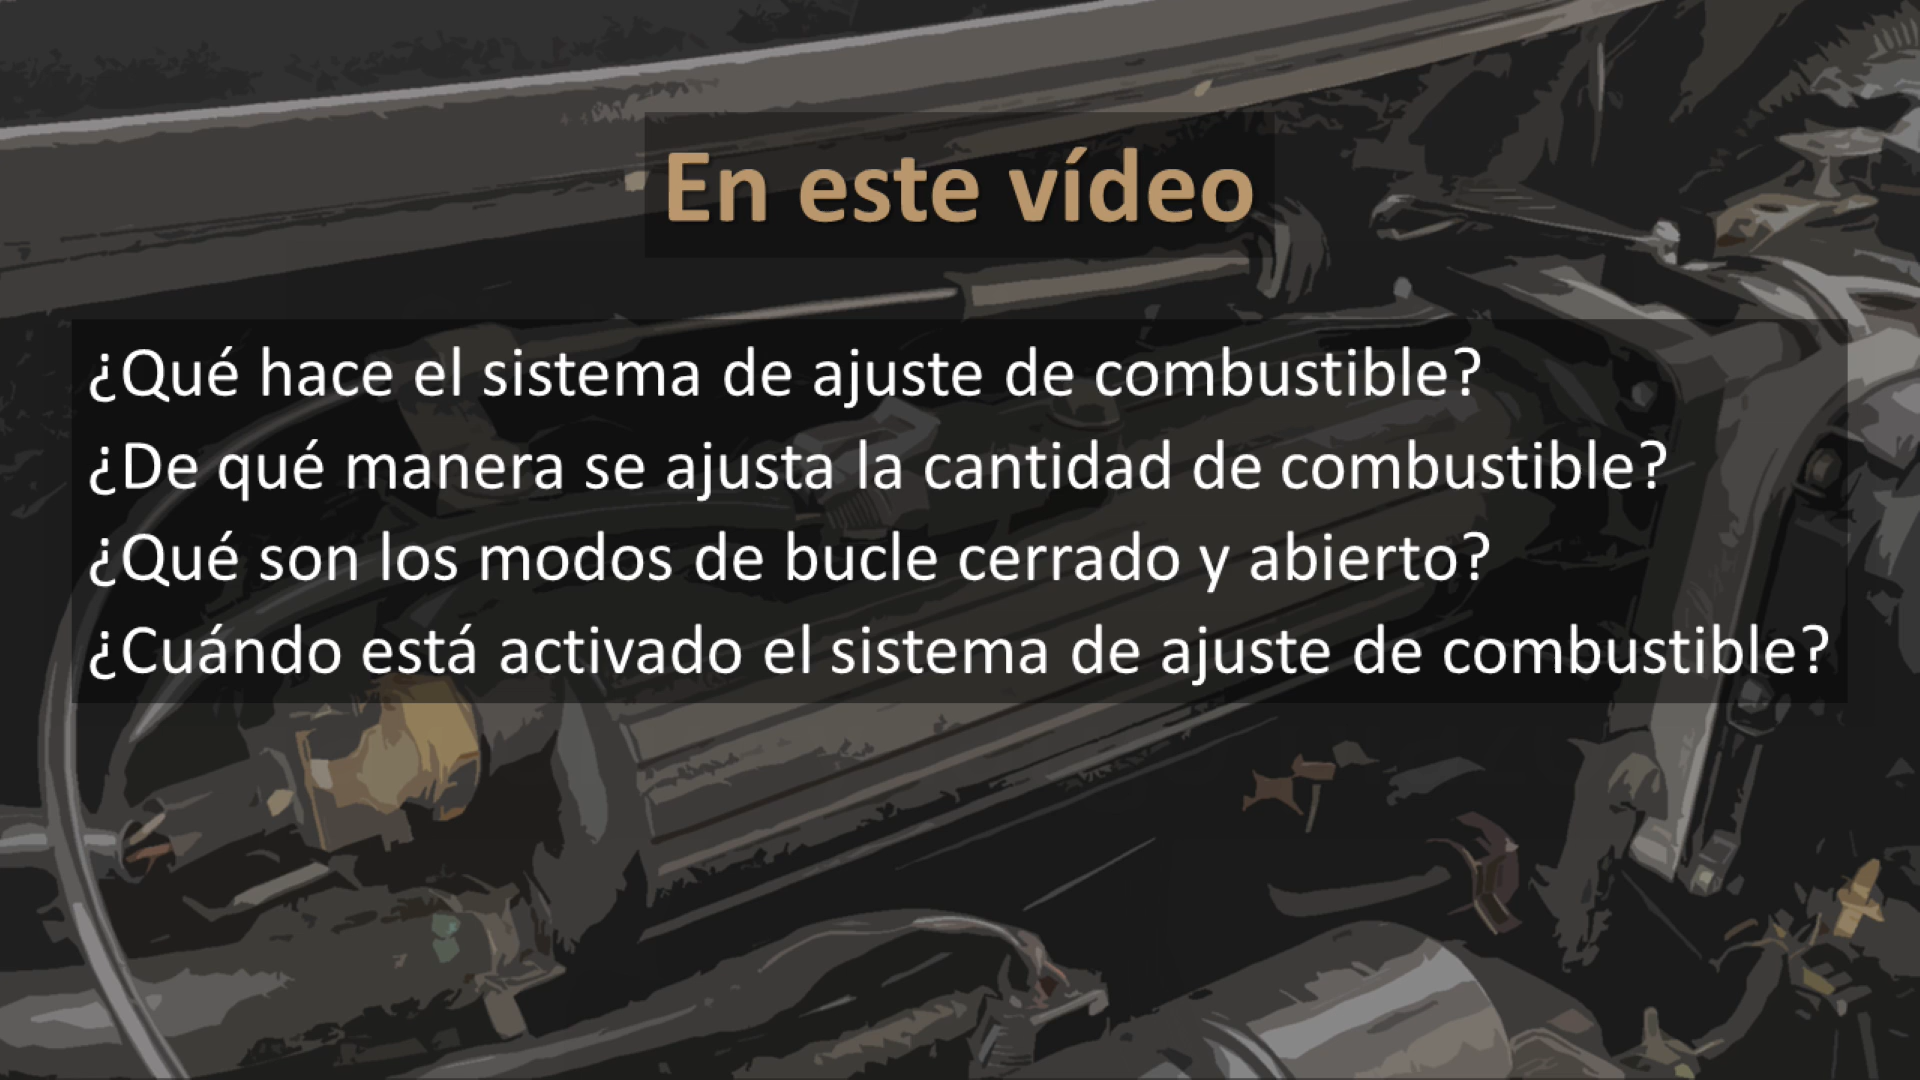 En este vídeo
¿Qué hace el sistema de ajuste de combustible?
¿De qué manera se ajusta la cantidad de combustible?
¿Qué son los modos de bucle cerrado y abierto?
¿Cuándo está activado el sistema de ajuste de combustible?